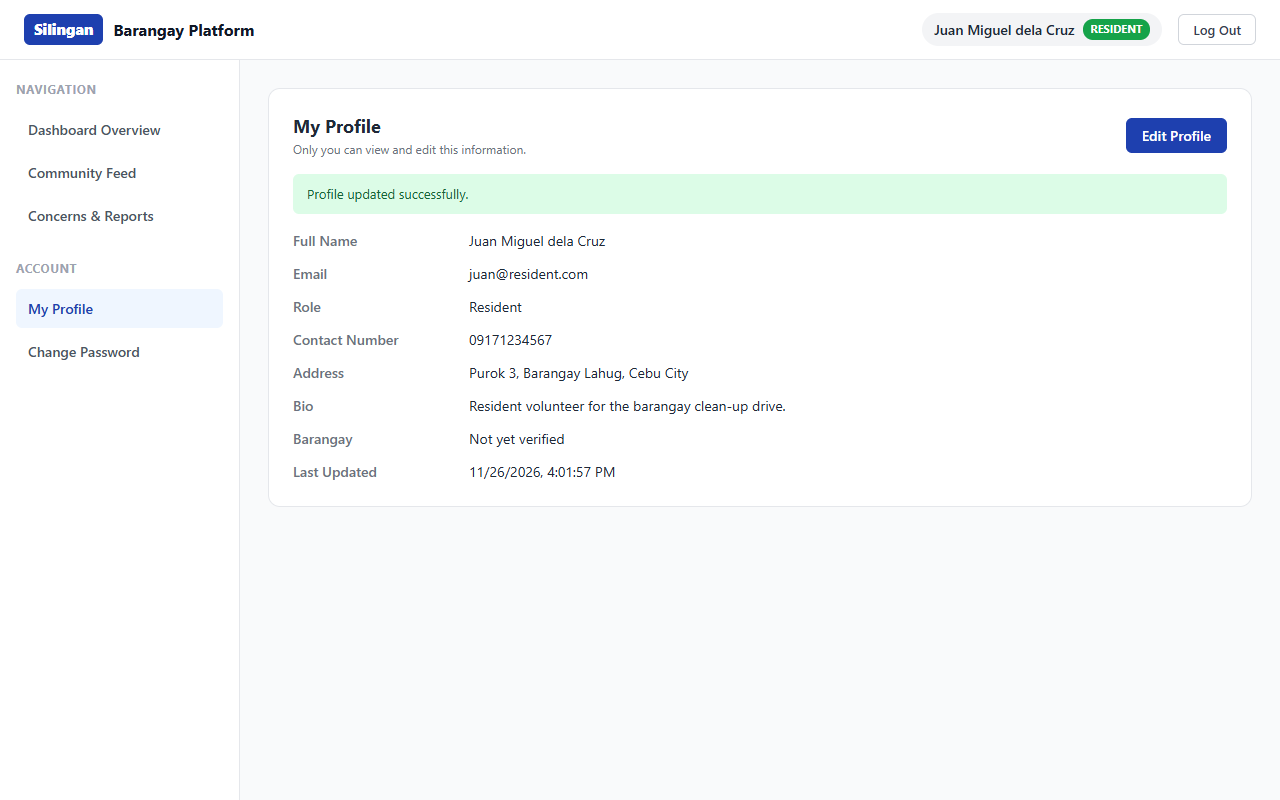 Silingan Barangay Platform
Juan Miguel dela Cruz RESIDENT Log Out
NAVIGATION
Dashboard Overview
Community Feed
Concerns & Reports
ACCOUNT
My Profile
Change Password
My Profile
Only you can view and edit this information.
Edit Profile
Profile updated successfully.
Full Name Juan Miguel dela Cruz
Email juan@resident.com
Role Resident
Contact Number 09171234567
Address Purok 3, Barangay Lahug, Cebu City
Bio Resident volunteer for the barangay clean-up drive.
Barangay Not yet verified
Last Updated 11/26/2026, 4:01:57 PM